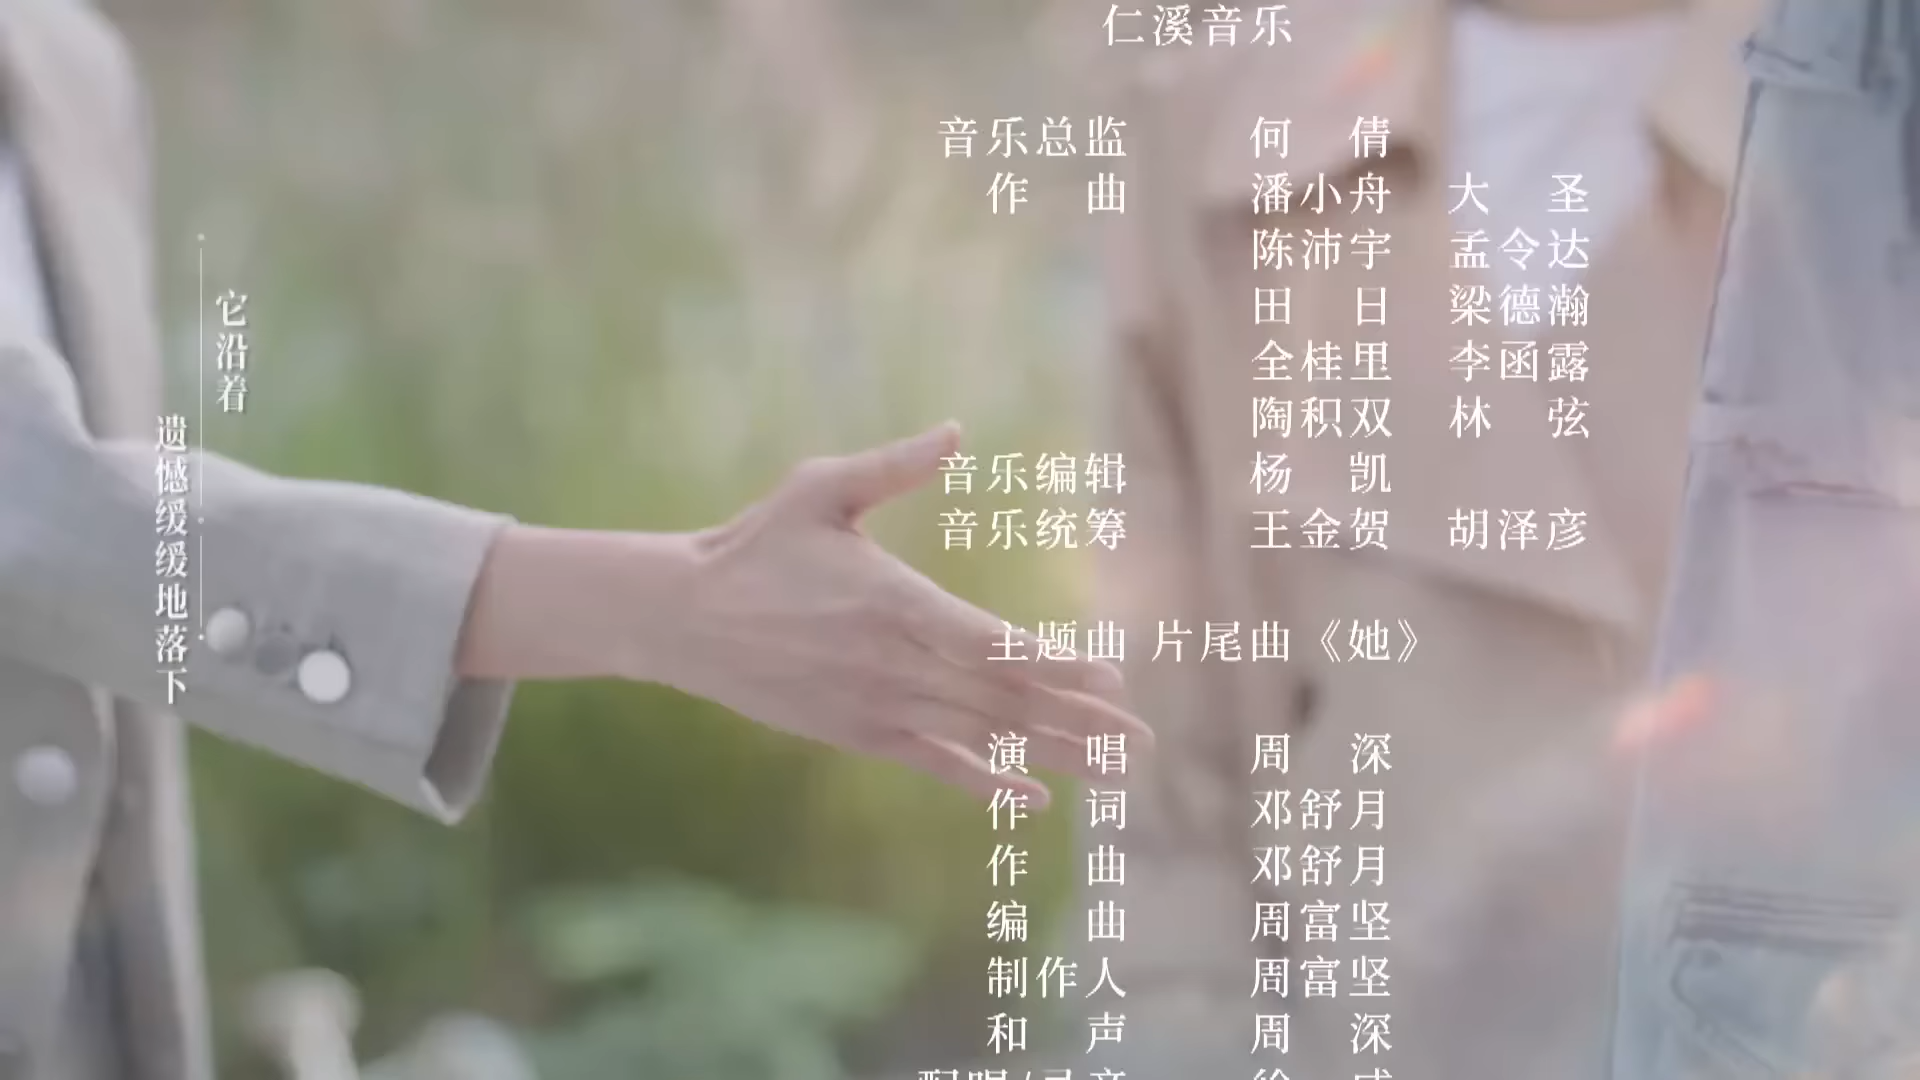 仁溪音乐
音乐总监 何倩
作曲 潘小舟 大圣
陈沛宇 孟令达
田日 梁德瀚
全桂里 李函露
陶积双 林弦
音乐编辑 杨凯
音乐统筹 王金贺 胡泽彦
主题曲 片尾曲《她》
演唱 周深
作词 邓舒月
作曲 邓舒月
编曲 周富坚
制作人 周富坚
和声 周深
它沿着
遗憾缓缓地落下